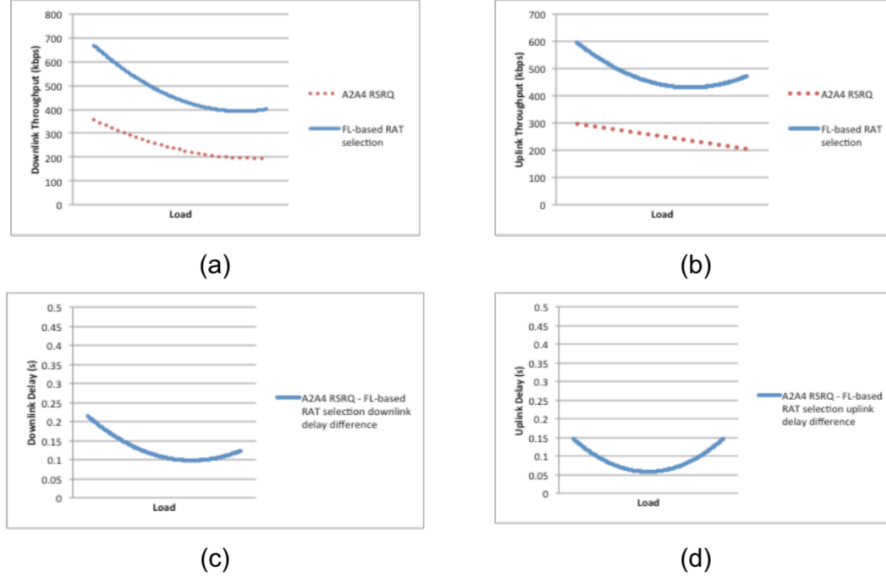 800
700
600
500
400
300
200
100
0
Downlink Throughput (kbps)
Load
A2A4 RSRQ
FL-based RAT
selection
(a)
700
600
500
400
300
200
100
0
Uplink Throughput (kbps)
Load
A2A4 RSRQ
FL-based RAT
selection
(b)
0.5
0.45
0.4
0.35
0.3
0.25
0.2
0.15
0.1
0.05
0
Downlink Delay (s)
Load
A2A4 RSRQ - FL-based
RAT selection downlink
delay difference
(c)
0.5
0.45
0.4
0.35
0.3
0.25
0.2
0.15
0.1
0.05
0
Uplink Delay (s)
Load
A2A4 RSRQ - FL-based
RAT selection uplink
delay difference
(d)